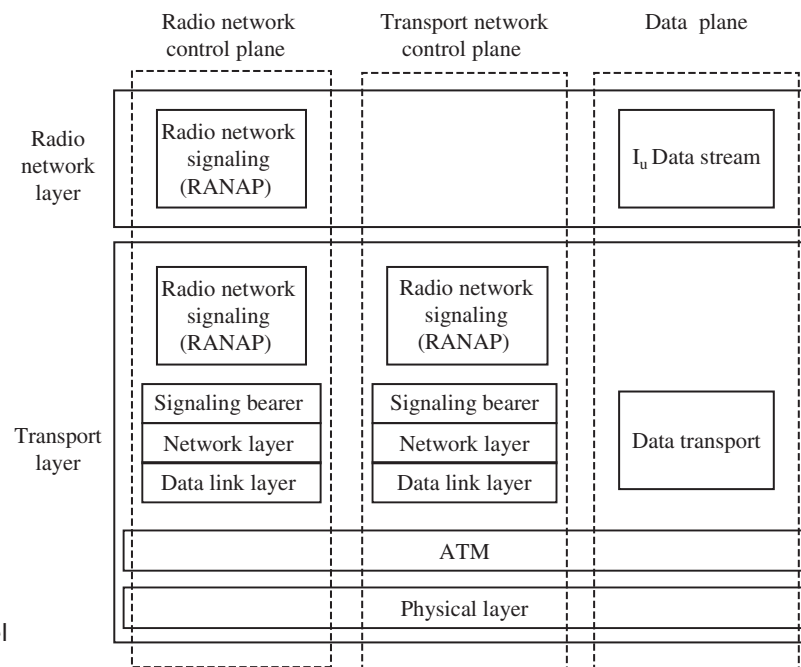 Radio network
control plane
Transport network
control plane
Data plane
Radio
network
layer
Radio network
signaling
(RANAP)
Iu Data stream
Transport
layer
Radio network
signaling
(RANAP)
Radio network
signaling
(RANAP)
Signaling bearer
Network layer
Data link layer
Signaling bearer
Network layer
Data link layer
Data transport
ATM
Physical layer